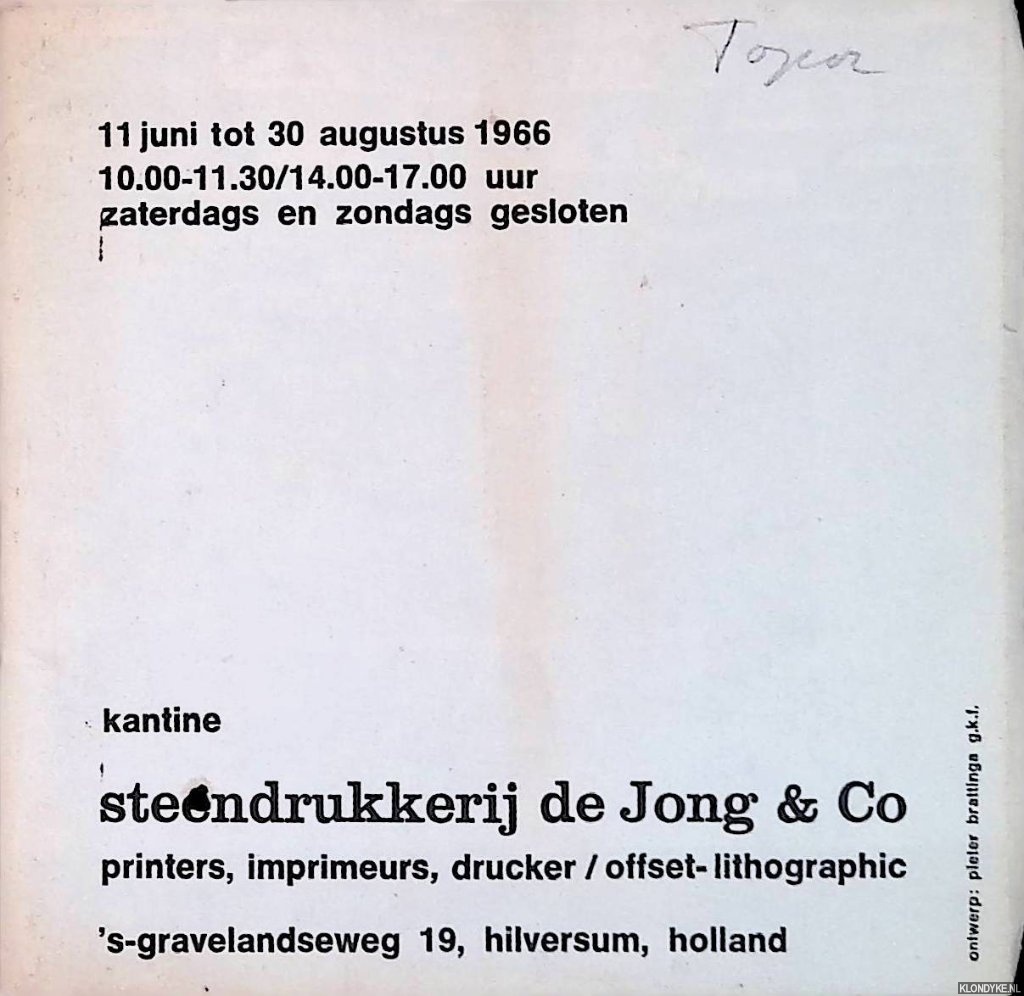 Topor
11 juni tot 30 augustus 1966
10.00-11.30/14.00-17.00 uur
zaterdags en zondags gesloten
kantine
steendrukkerij de Jong & Co
printers, imprimeurs, drucker / offset-lithographic
's-gravelandseweg 19, hilversum, holland
ontwerp: pieter brattinga g.k.f.
KLONDYKE.NL